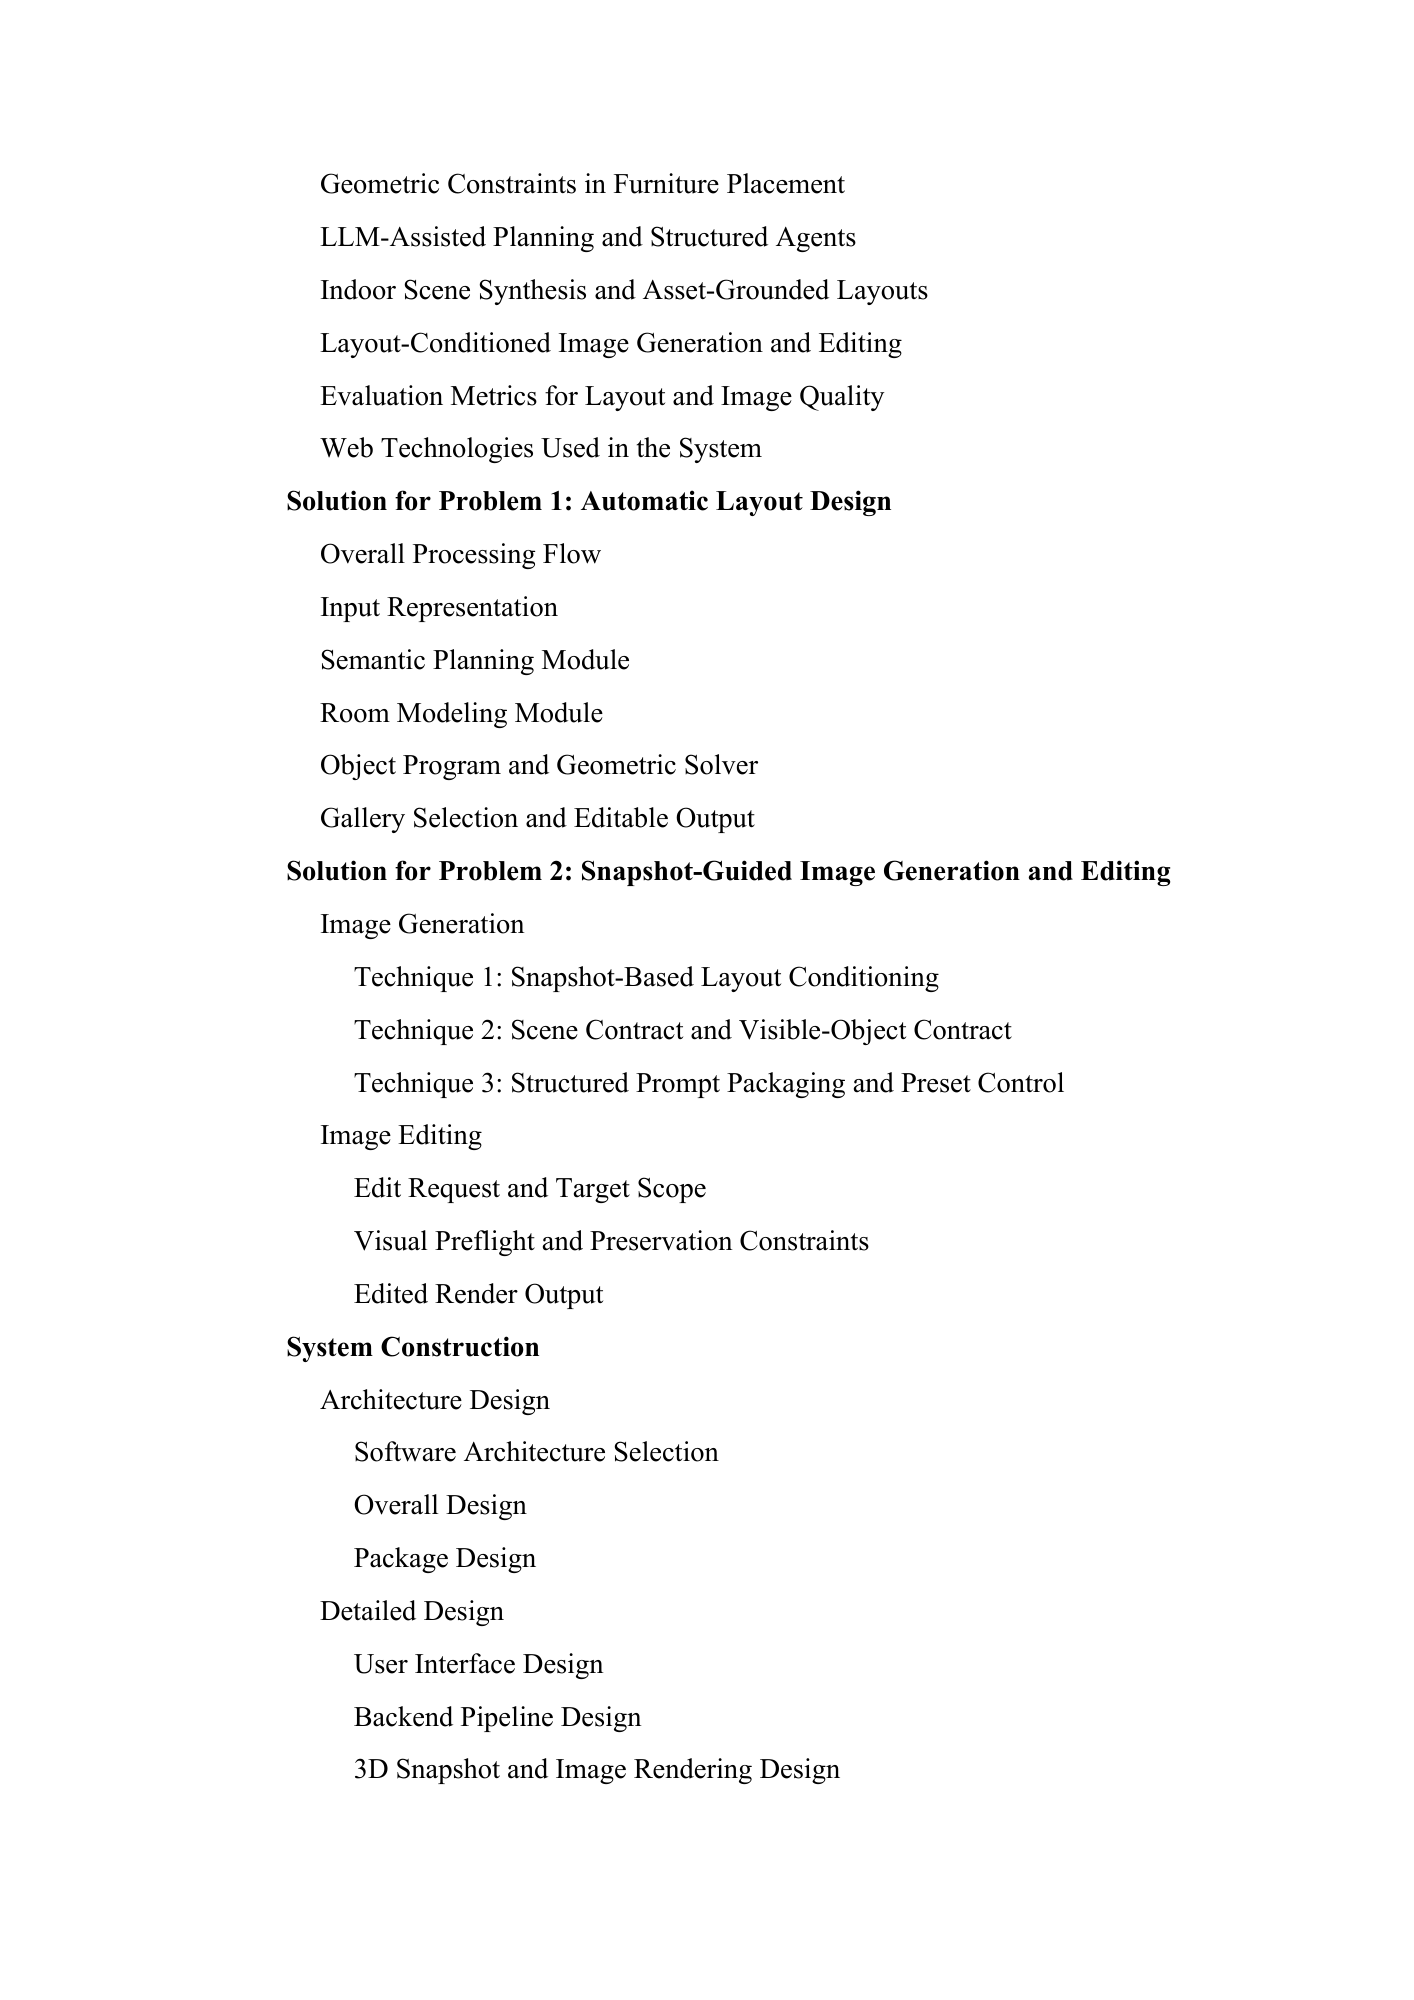 Geometric Constraints in Furniture Placement
LLM-Assisted Planning and Structured Agents
Indoor Scene Synthesis and Asset-Grounded Layouts
Layout-Conditioned Image Generation and Editing
Evaluation Metrics for Layout and Image Quality
Web Technologies Used in the System
Solution for Problem 1: Automatic Layout Design
Overall Processing Flow
Input Representation
Semantic Planning Module
Room Modeling Module
Object Program and Geometric Solver
Gallery Selection and Editable Output
Solution for Problem 2: Snapshot-Guided Image Generation and Editing
Image Generation
Technique 1: Snapshot-Based Layout Conditioning
Technique 2: Scene Contract and Visible-Object Contract
Technique 3: Structured Prompt Packaging and Preset Control
Image Editing
Edit Request and Target Scope
Visual Preflight and Preservation Constraints
Edited Render Output
System Construction
Architecture Design
Software Architecture Selection
Overall Design
Package Design
Detailed Design
User Interface Design
Backend Pipeline Design
3D Snapshot and Image Rendering Design